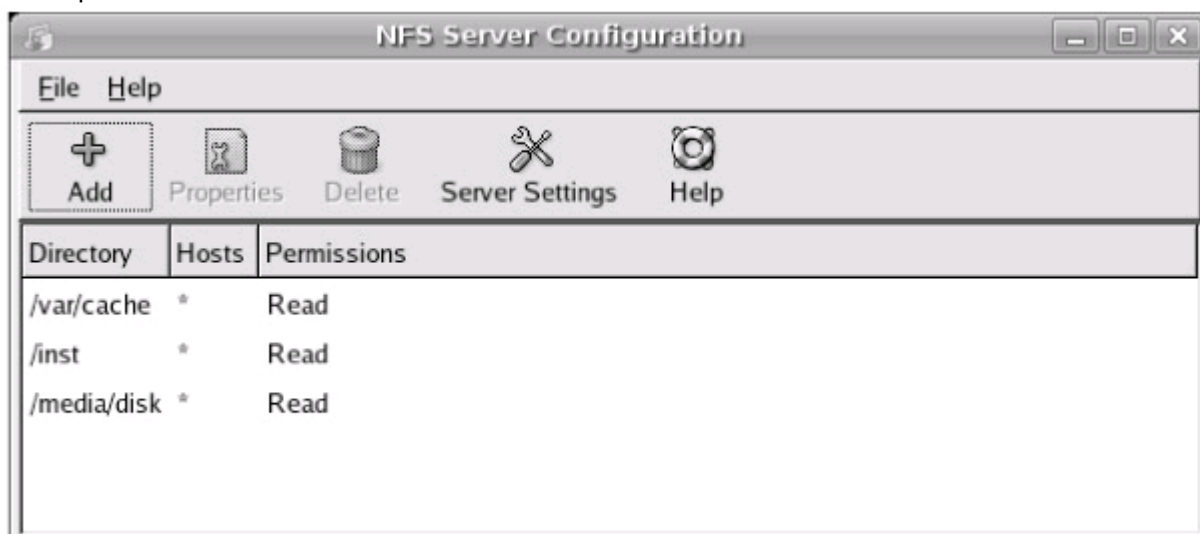 NFS Server Configuration
File Help
Add Properties Delete Server Settings Help
Directory Hosts Permissions
/var/cache * Read
/inst * Read
/media/disk * Read